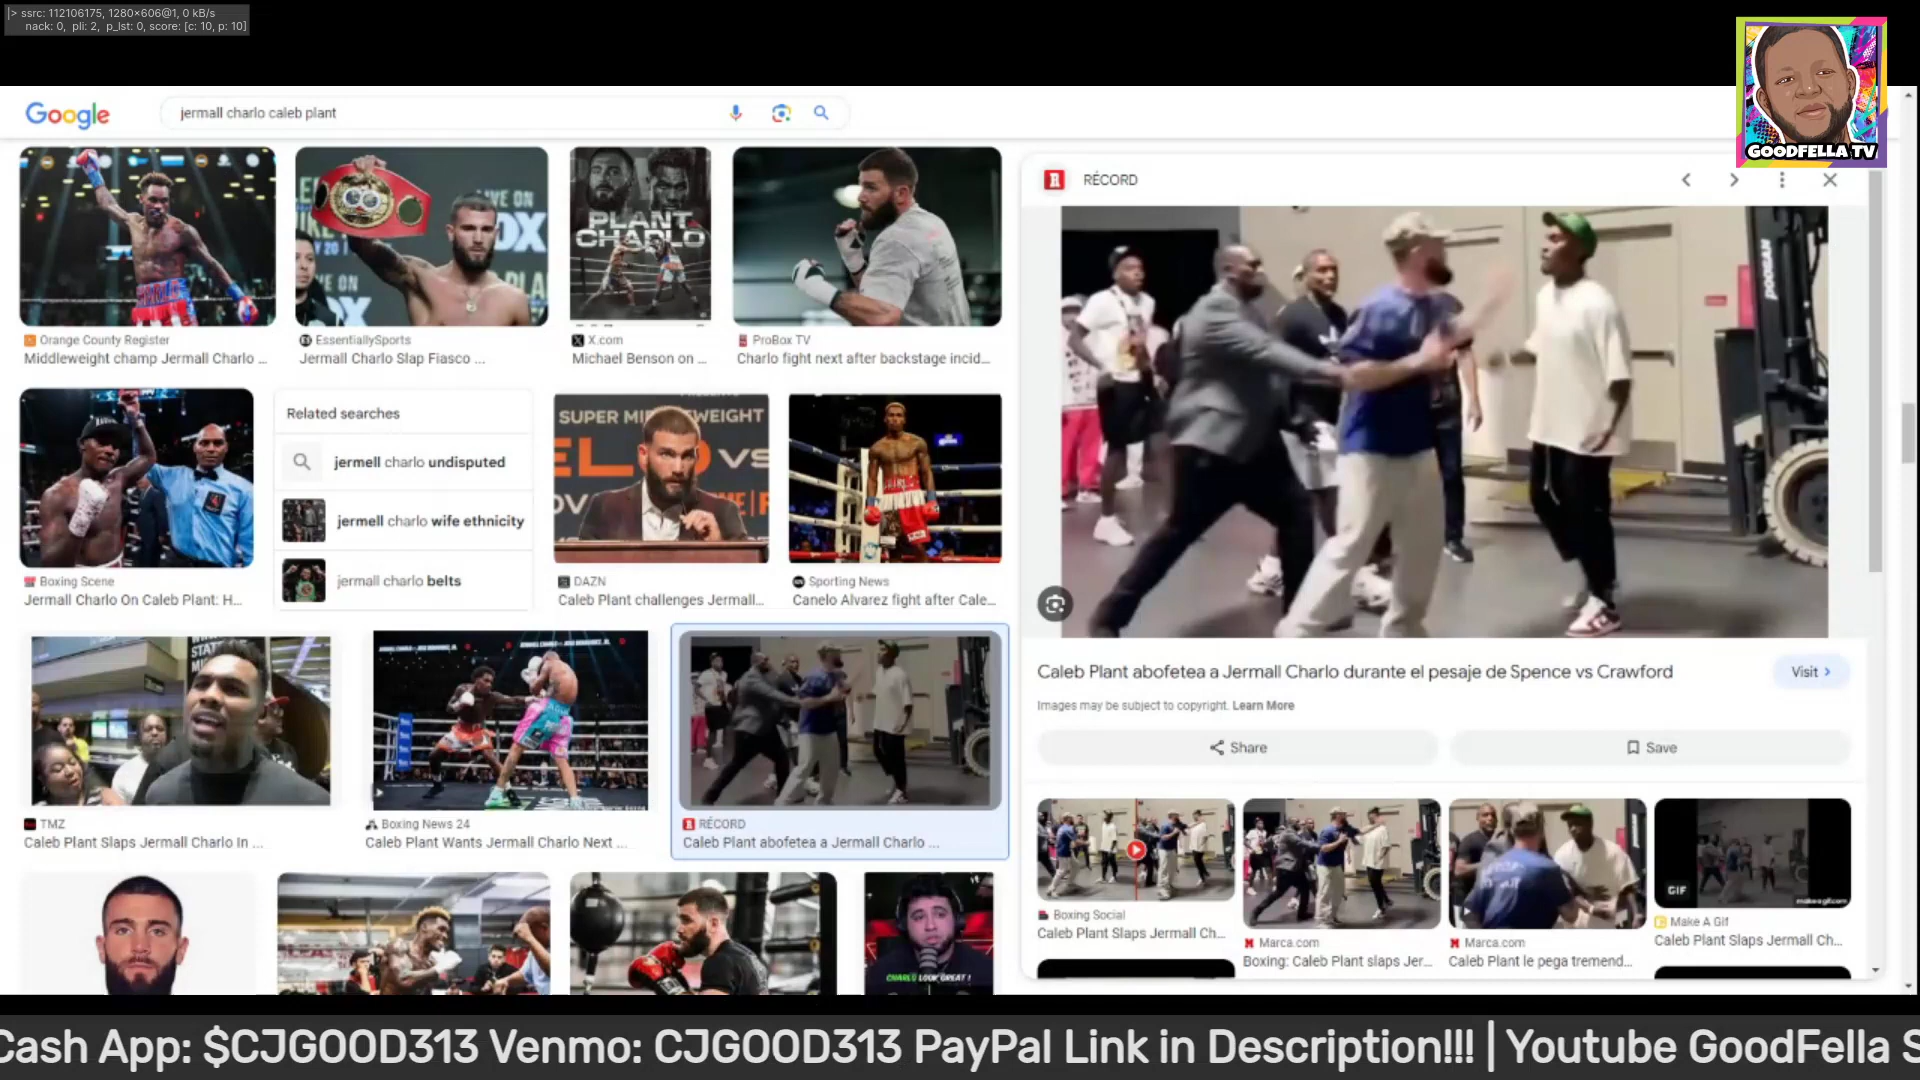 |> ssrc: 112106175, 1280×606@1, 0 kB/s
nack: 0, pli: 2, p_lst: 0, score: [c: 10, p: 10]
GOODFELLA TV
Google
jermall charlo caleb plant
RÉCORD
PLANT
CHARLO
Orange County Register
Middleweight champ Jermall Charlo ...
EssentiallySports
Jermall Charlo Slap Fiasco ...
X.com
Michael Benson on ...
ProBox TV
Charlo fight next after backstage incid...
Related searches
jermell charlo undisputed
jermell charlo wife ethnicity
jermall charlo belts
Boxing Scene
Jermall Charlo On Caleb Plant: H...
DAZN
Caleb Plant challenges Jermall...
Sporting News
Canelo Alvarez fight after Cale...
Caleb Plant abofetea a Jermall Charlo durante el pesaje de Spence vs Crawford
Visit
Images may be subject to copyright. Learn More
Share
Save
TMZ
Caleb Plant Slaps Jermall Charlo In ...
Boxing News 24
Caleb Plant Wants Jermall Charlo Next ...
RÉCORD
Caleb Plant abofetea a Jermall Charlo ...
Boxing Social
Caleb Plant Slaps Jermall Ch...
Marca.com
Boxing: Caleb Plant slaps Jer...
Marca.com
Caleb Plant le pega tremend...
GIF
makeagif.com
Make A Gif
Caleb Plant Slaps Jermall Ch...
CHARLO LOOK GREAT !
Cash App: $CJGOOD313 Venmo: CJGOOD313 PayPal Link in Description!!! | Youtube GoodFella S